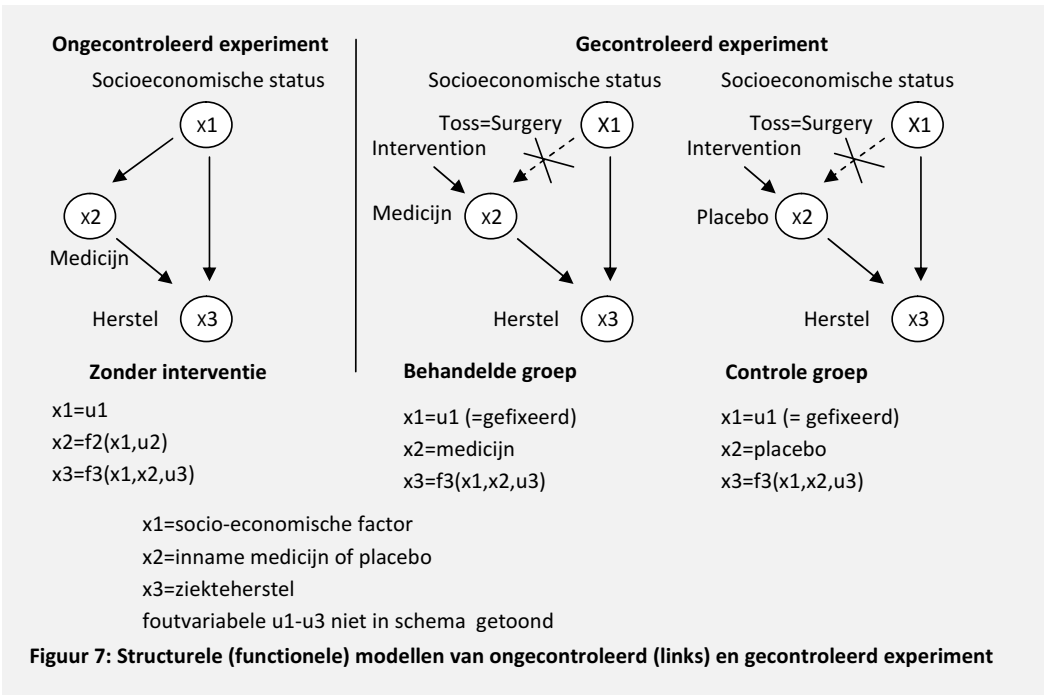 Ongecontroleerd experiment
Socioeconomische status
x1
x2
Medicijn
Herstel
x3
Zonder interventie
x1=u1
x2=f2(x1,u2)
x3=f3(x1,x2,u3)
Gecontroleerd experiment
Socioeconomische status
Toss=Surgery
X1
Intervention
Medicijn
x2
Herstel
x3
Behandelde groep
x1=u1 (=gefixeerd)
x2=medicijn
x3=f3(x1,x2,u3)
Socioeconomische status
Toss=Surgery
X1
Intervention
Placebo
x2
Herstel
x3
Controle groep
x1=u1 (= gefixeerd)
x2=placebo
x3=f3(x1,x2,u3)
x1=socio-economische factor
x2=inname medicijn of placebo
x3=ziekteherstel
foutvariabele u1-u3 niet in schema getoond
Figuur 7: Structurele (functionele) modellen van ongecontroleerd (links) en gecontroleerd experiment